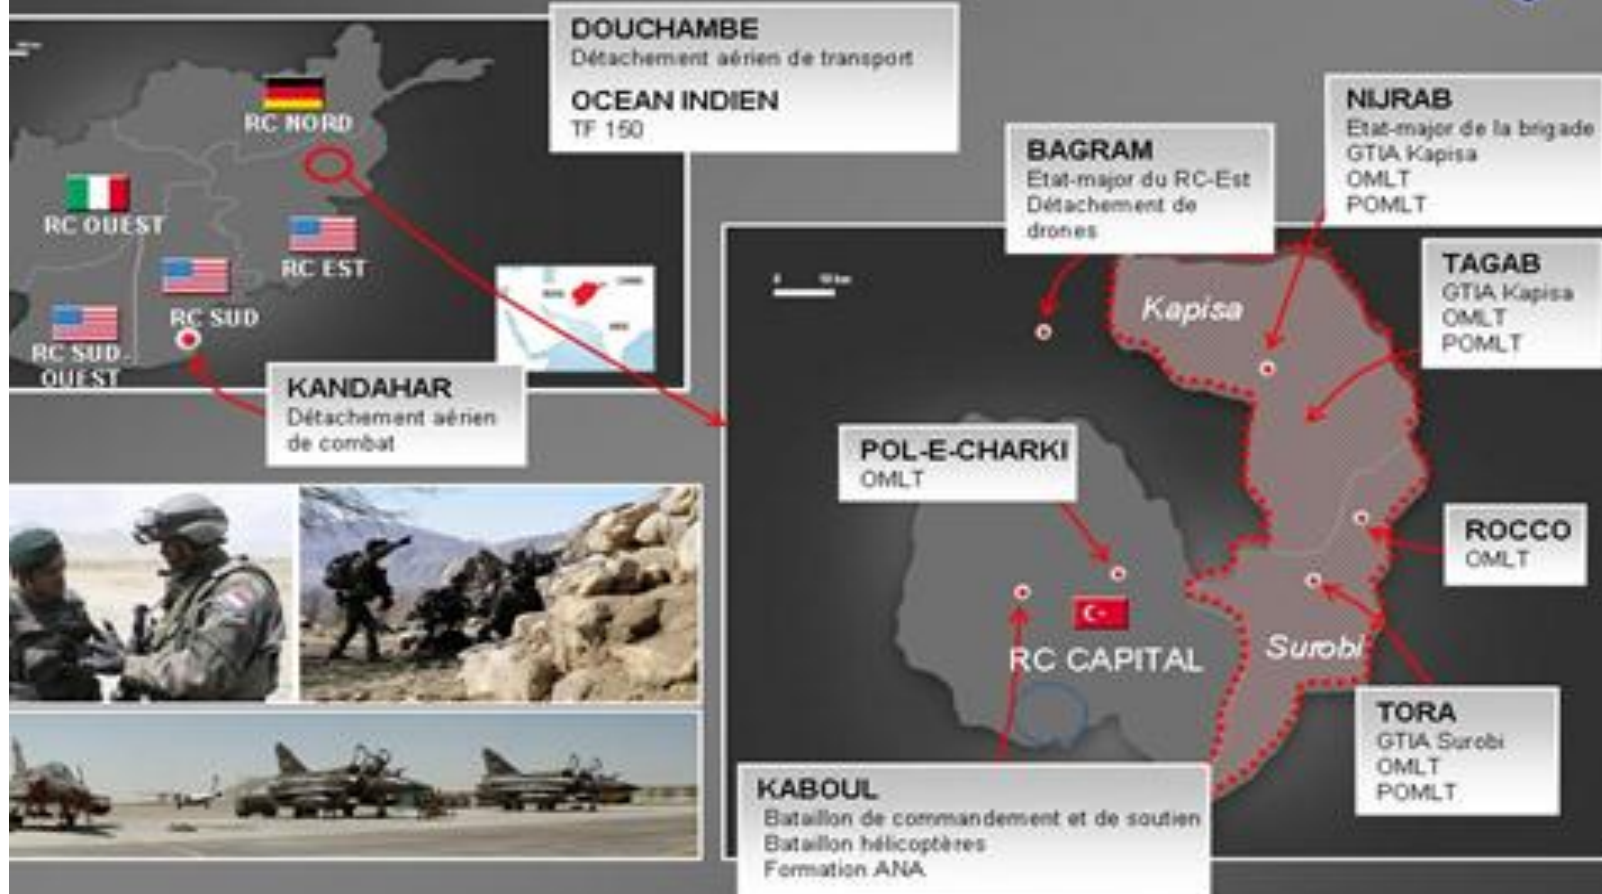 DOUCHAMBE
Détachement aérien de transport
OCEAN INDIEN
TF 150
RC NORD
RC OUEST
RC EST
RC SUD
RC SUD-
OUEST
KANDAHAR
Détachement aérien
de combat
BAGRAM
Etat-major du RC-Est
Détachement de
drones
NIJRAB
Etat-major de la brigade
GTIA Kapisa
OMLT
POMLT
TAGAB
GTIA Kapisa
OMLT
POMLT
Kapisa
POL-E-CHARKI
OMLT
ROCCO
OMLT
RC CAPITAL
Surobi
TORA
GTIA Surobi
OMLT
POMLT
KABOUL
Bataillon de commandement et de soutien
Bataillon hélicoptères
Formation ANA